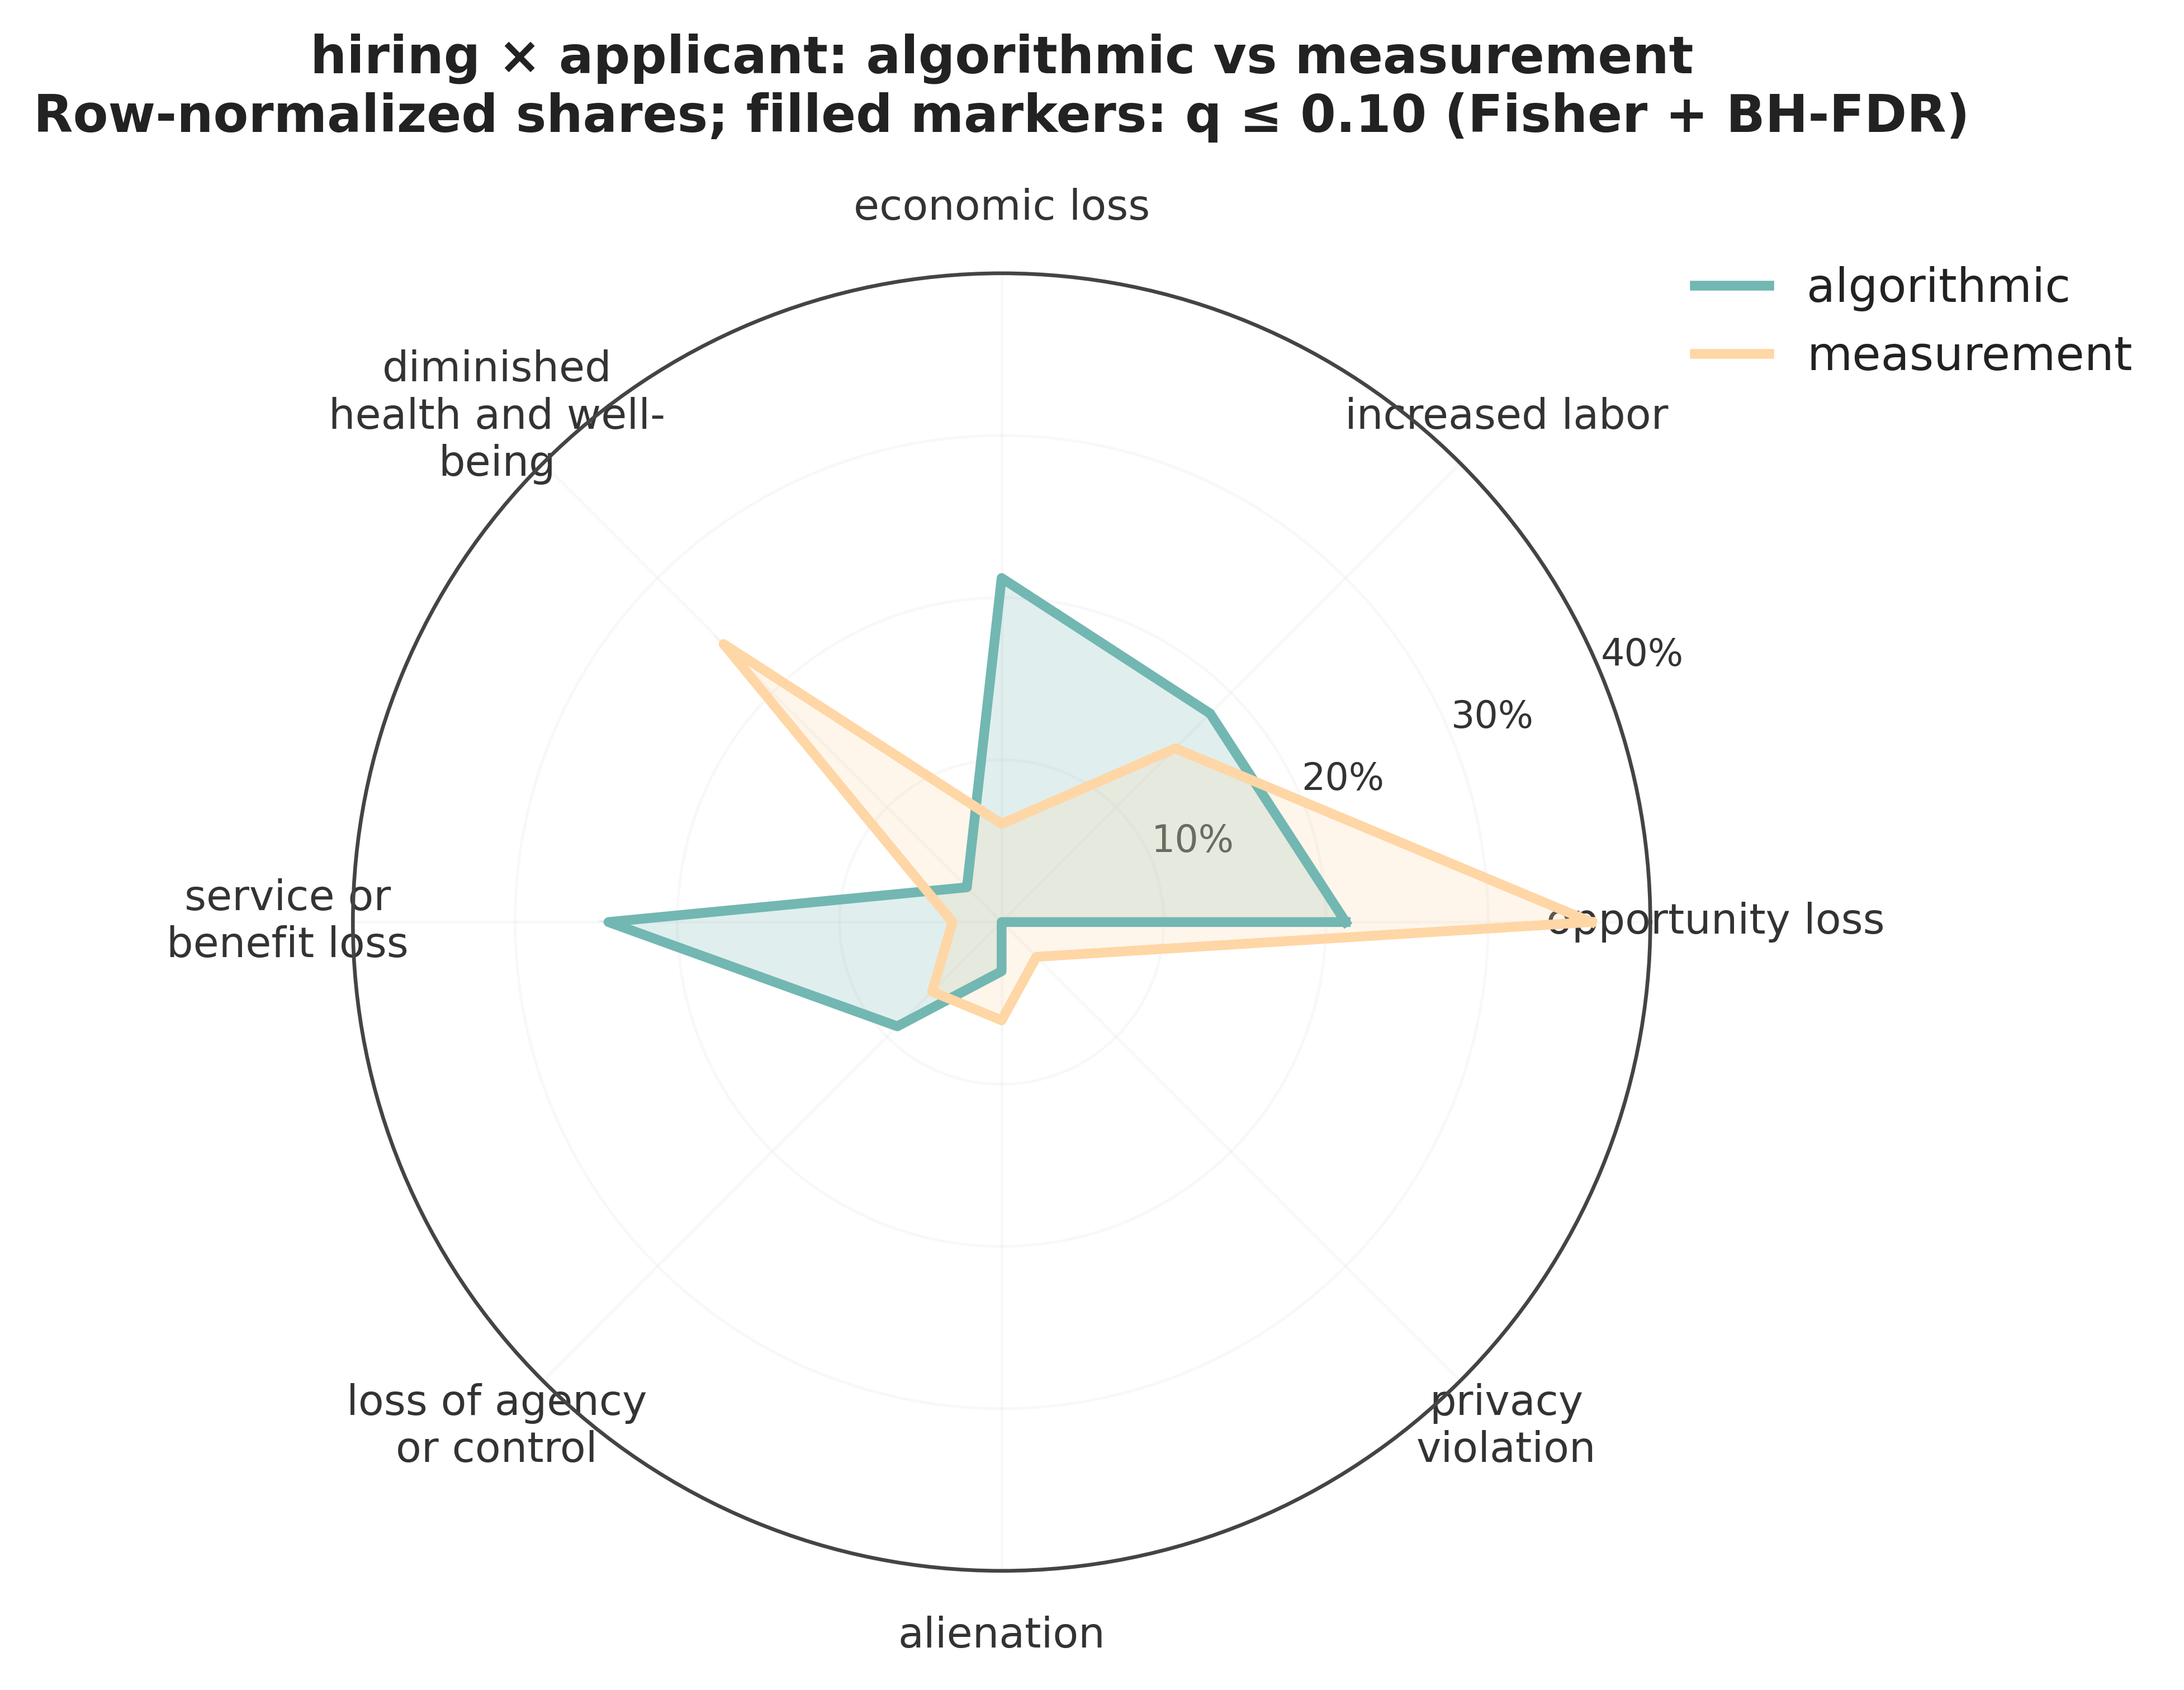 hiring × applicant: algorithmic vs measurement
Row-normalized shares; filled markers: q ≤ 0.10 (Fisher + BH-FDR)
economic loss
algorithmic
measurement
diminished
health and well-
being
increased labor
40%
30%
20%
10%
service or
benefit loss
opportunity loss
loss of agency
or control
privacy
violation
alienation